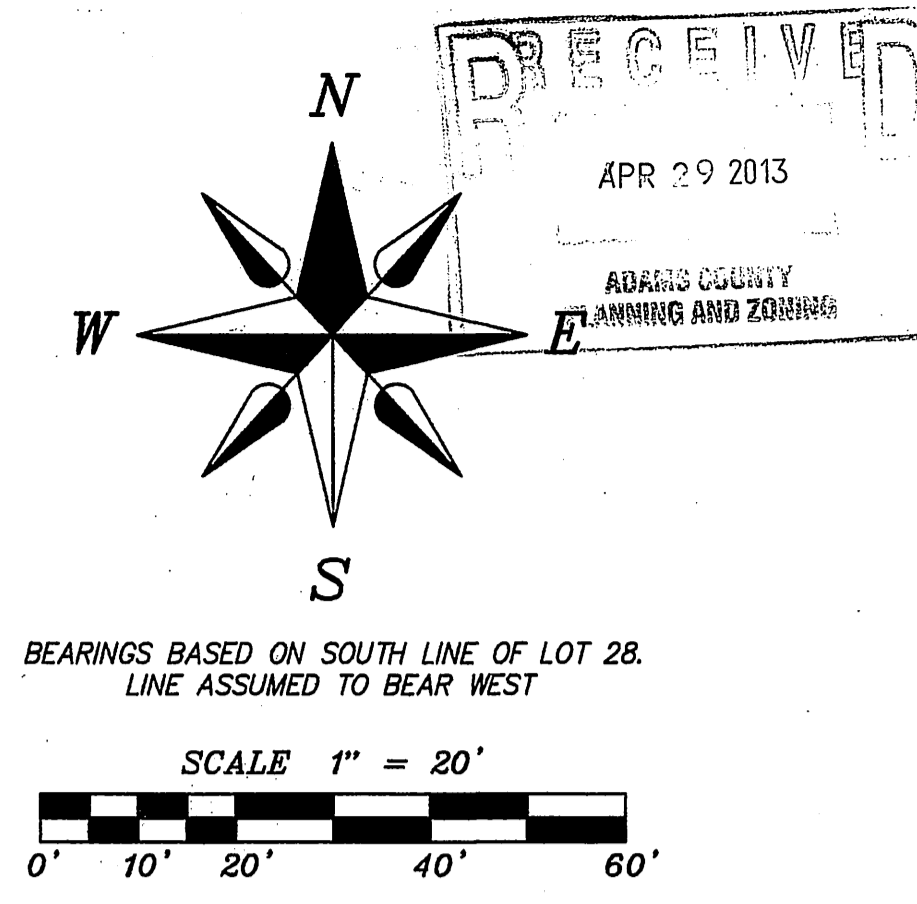 N
RECEIVED
APR 29 2013
ADAMS COUNTY
PLANNING AND ZONING
W
E
S
BEARINGS BASED ON SOUTH LINE OF LOT 28.
LINE ASSUMED TO BEAR WEST
SCALE 1" = 20'
0' 10' 20' 40' 60'